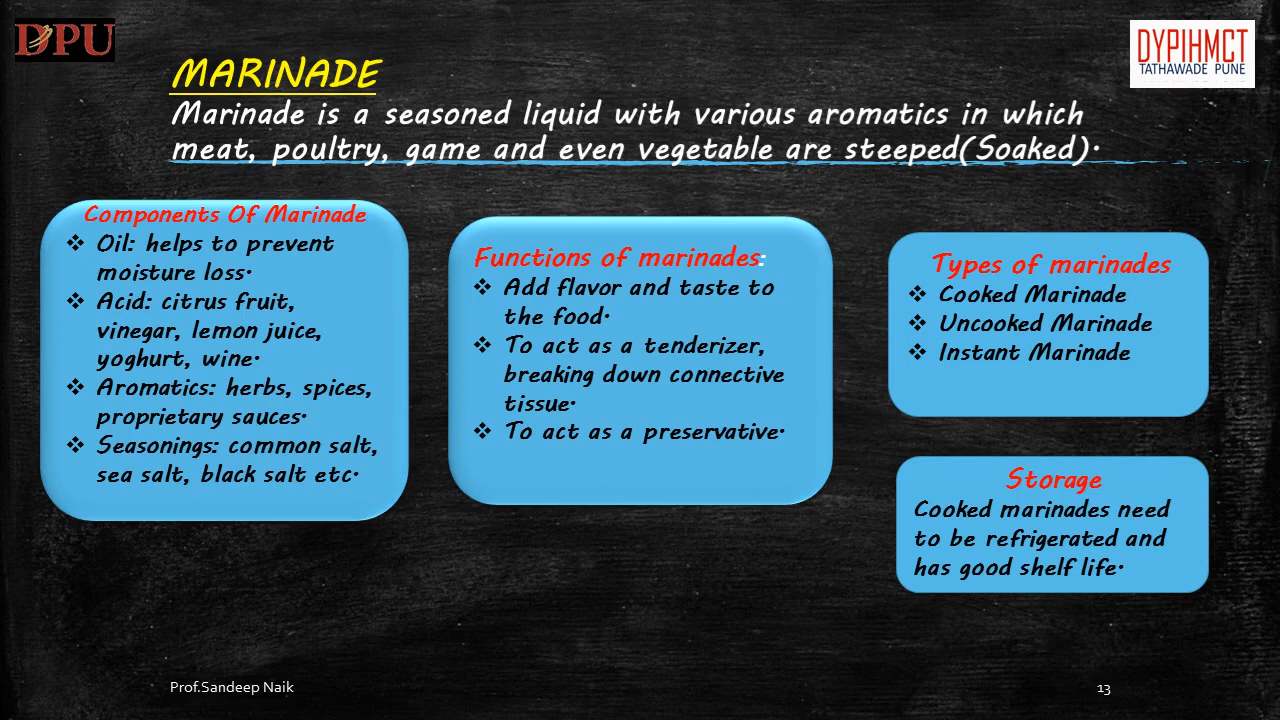 DPU
DYPIHMCT
TATHAWADE PUNE
MARINADE
Marinade is a seasoned liquid with various aromatics in which
meat, poultry, game and even vegetable are steeped(Soaked).
Components Of Marinade
❖ Oil: helps to prevent
moisture loss.
❖ Acid: citrus fruit,
vinegar, lemon juice,
yoghurt, wine.
❖ Aromatics: herbs, spices,
proprietary sauces.
❖ Seasonings: common salt,
sea salt, black salt etc.
Functions of marinades:
❖ Add flavor and taste to
the food.
❖ To act as a tenderizer,
breaking down connective
tissue.
❖ To act as a preservative.
Types of marinades
❖ Cooked Marinade
❖ Uncooked Marinade
❖ Instant Marinade
Storage
Cooked marinades need
to be refrigerated and
has good shelf life.
Prof.Sandeep Naik
13